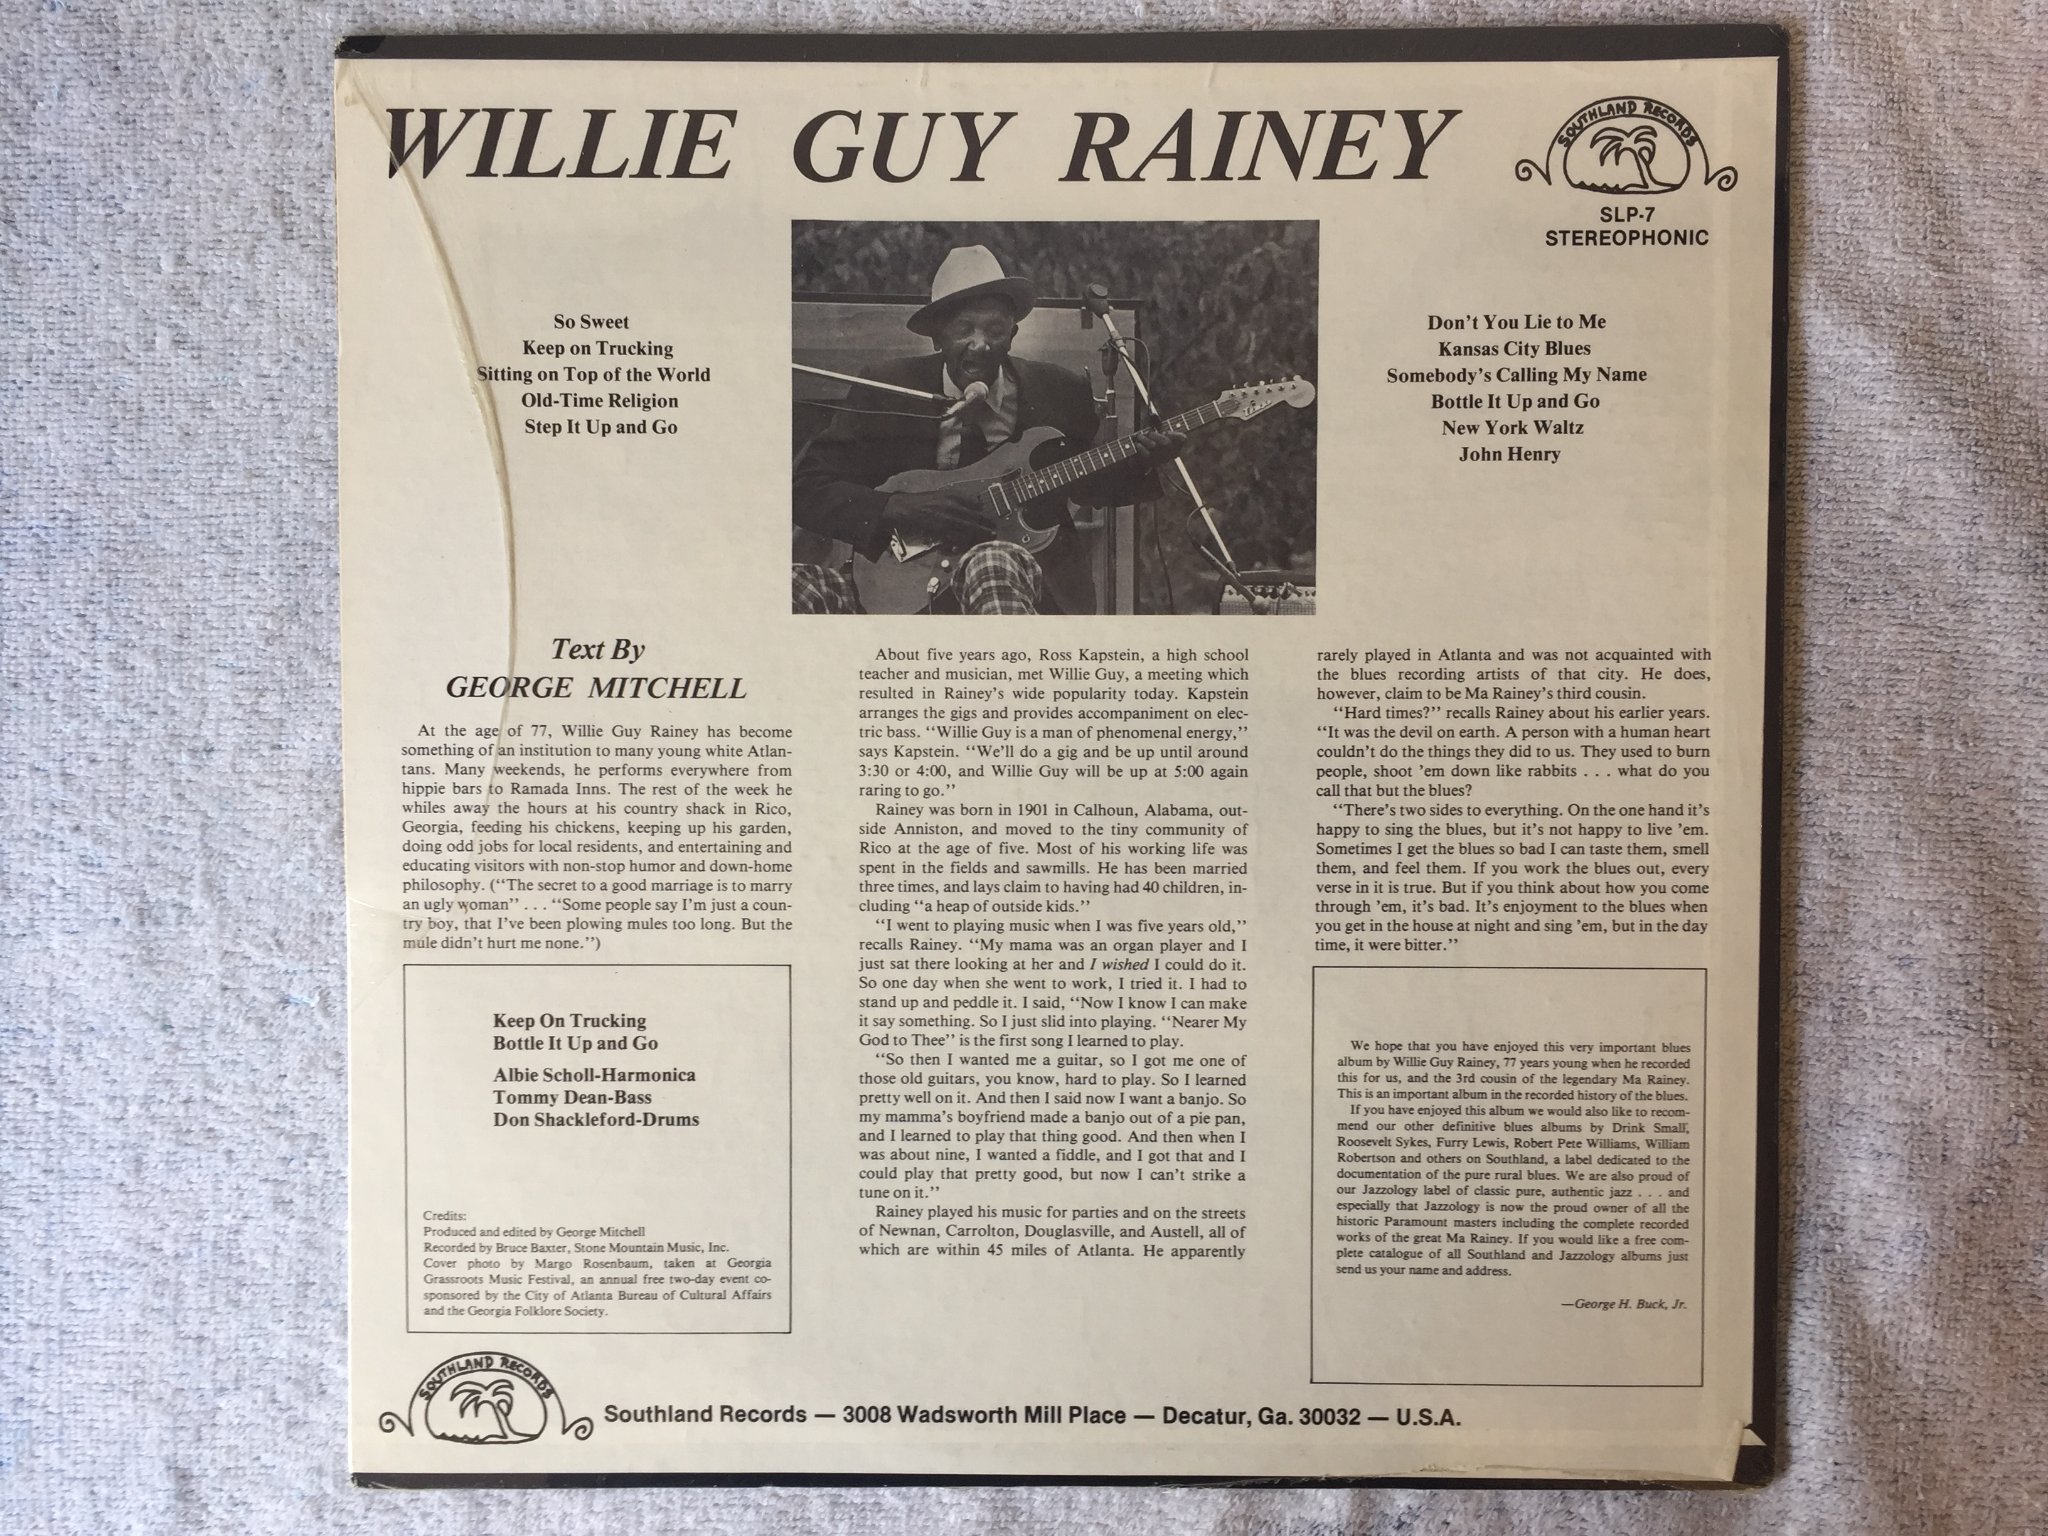 WILLIE GUY RAINEY
SOUTHLAND RECORDS
SLP-7
STEREOPHONIC
So Sweet
Keep on Trucking
Sitting on Top of the World
Old-Time Religion
Step It Up and Go
Don't You Lie to Me
Kansas City Blues
Somebody's Calling My Name
Bottle It Up and Go
New York Waltz
John Henry
Text By
GEORGE MITCHELL
At the age of 77, Willie Guy Rainey has become
something of an institution to many young white Atlan-
tans. Many weekends, he performs everywhere from
hippie bars to Ramada Inns. The rest of the week he
whiles away the hours at his country shack in Rico,
Georgia, feeding his chickens, keeping up his garden,
doing odd jobs for local residents, and entertaining and
educating visitors with non-stop humor and down-home
philosophy. (“The secret to a good marriage is to marry
an ugly woman” . . . “Some people say I'm just a coun-
try boy, that I've been plowing mules too long. But the
mule didn't hurt me none.”)
Keep On Trucking
Bottle It Up and Go
Albie Scholl-Harmonica
Tommy Dean-Bass
Don Shackleford-Drums
Credits:
Produced and edited by George Mitchell
Recorded by Bruce Baxter, Stone Mountain Music, Inc.
Cover photo by Margo Rosenbaum, taken at Georgia
Grassroots Music Festival, an annual free two-day event co-
sponsored by the City of Atlanta Bureau of Cultural Affairs
and the Georgia Folklore Society.
About five years ago, Ross Kapstein, a high school
teacher and musician, met Willie Guy, a meeting which
resulted in Rainey's wide popularity today. Kapstein
arranges the gigs and provides accompaniment on elec-
tric bass. “Willie Guy is a man of phenomenal energy,”
says Kapstein. “We'll do a gig and be up until around
3:30 or 4:00, and Willie Guy will be up at 5:00 again
raring to go.”
Rainey was born in 1901 in Calhoun, Alabama, out-
side Anniston, and moved to the tiny community of
Rico at the age of five. Most of his working life was
spent in the fields and sawmills. He has been married
three times, and lays claim to having had 40 children, in-
cluding “a heap of outside kids.”
“I went to playing music when I was five years old,”
recalls Rainey. “My mama was an organ player and I
just sat there looking at her and I wished I could do it.
So one day when she went to work, I tried it. I had to
stand up and peddle it. I said, “Now I know I can make
it say something. So I just slid into playing. “Nearer My
God to Thee” is the first song I learned to play.
“So then I wanted me a guitar, so I got me one of
those old guitars, you know, hard to play. So I learned
pretty well on it. And then I said now I want a banjo. So
my mamma's boyfriend made a banjo out of a pie pan,
and I learned to play that thing good. And then when I
was about nine, I wanted a fiddle, and I got that and I
could play that pretty good, but now I can't strike a
tune on it.”
Rainey played his music for parties and on the streets
of Newnan, Carrolton, Douglasville, and Austell, all of
which are within 45 miles of Atlanta. He apparently
rarely played in Atlanta and was not acquainted with
the blues recording artists of that city. He does,
however, claim to be Ma Rainey's third cousin.
“Hard times?” recalls Rainey about his earlier years.
“It was the devil on earth. A person with a human heart
couldn't do the things they did to us. They used to burn
people, shoot 'em down like rabbits . . . what do you
call that but the blues?
“There's two sides to everything. On the one hand it's
happy to sing the blues, but it's not happy to live 'em.
Sometimes I get the blues so bad I can taste them, smell
them, and feel them. If you work the blues out, every
verse in it is true. But if you think about how you come
through 'em, it's bad. It's enjoyment to the blues when
you get in the house at night and sing 'em, but in the day
time, it were bitter.”
We hope that you have enjoyed this very important blues
album by Willie Guy Rainey, 77 years young when he recorded
this for us, and the 3rd cousin of the legendary Ma Rainey.
This is an important album in the recorded history of the blues.
If you have enjoyed this album we would also like to recom-
mend our other definitive blues albums by Drink Small,
Roosevelt Sykes, Furry Lewis, Robert Pete Williams, William
Robertson and others on Southland, a label dedicated to the
documentation of the pure rural blues. We are also proud of
our Jazzology label of classic pure, authentic jazz . . . and
especially that Jazzology is now the proud owner of all the
historic Paramount masters including the complete recorded
works of the great Ma Rainey. If you would like a free com-
plete catalogue of all Southland and Jazzology albums just
send us your name and address.
—George H. Buck, Jr.
SOUTHLAND RECORDS
Southland Records — 3008 Wadsworth Mill Place — Decatur, Ga. 30032 — U.S.A.